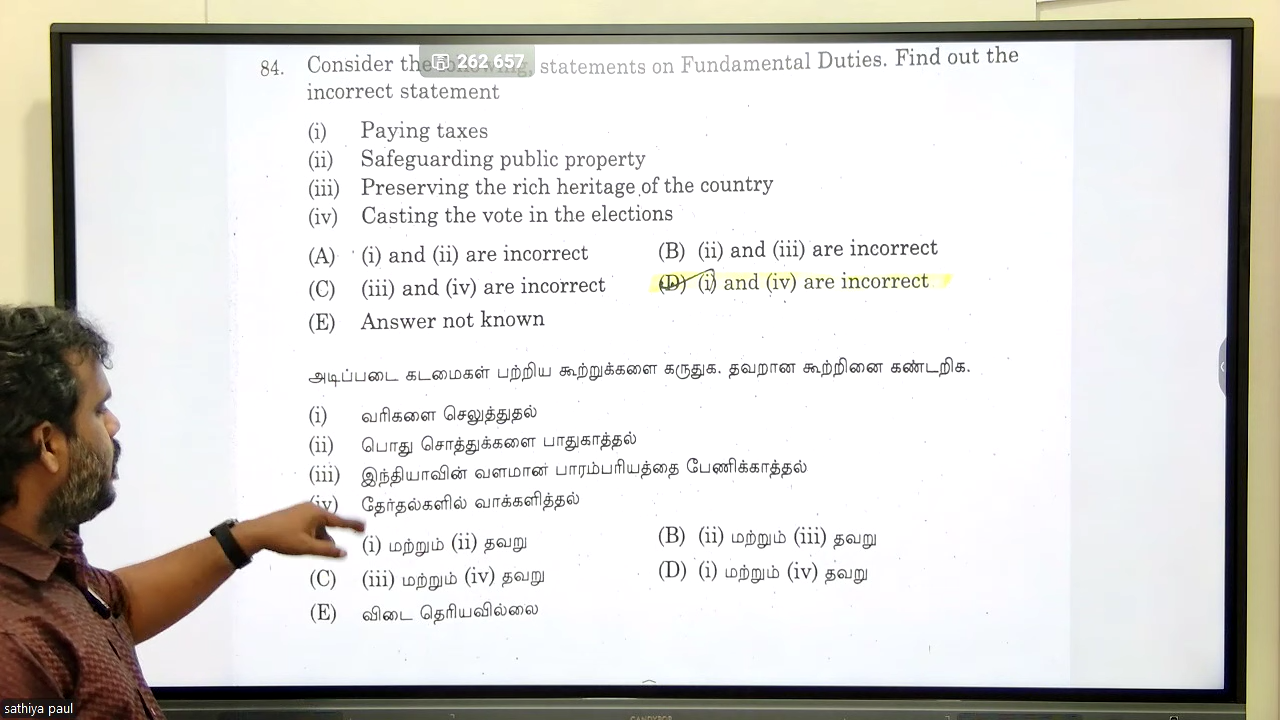 262 657
84. Consider the following, statements on Fundamental Duties. Find out the
incorrect statement
(i) Paying taxes
(ii) Safeguarding public property
(iii) Preserving the rich heritage of the country
(iv) Casting the vote in the elections
(A) (i) and (ii) are incorrect (B) (ii) and (iii) are incorrect
(C) (iii) and (iv) are incorrect (D) (i) and (iv) are incorrect
(E) Answer not known
அடிப்படை கடமைகள் பற்றிய கூற்றுக்களை கருதுக. தவறான கூற்றினை கண்டறிக.
(i) வரிகளை செலுத்துதல்
(ii) பொது சொத்துக்களை பாதுகாத்தல்
(iii) இந்தியாவின் வளமான பாரம்பரியத்தை பேணிக்காத்தல்
(iv) தேர்தல்களில் வாக்களித்தல்
(i) மற்றும் (ii) தவறு (B) (ii) மற்றும் (iii) தவறு
(C) (iii) மற்றும் (iv) தவறு (D) (i) மற்றும் (iv) தவறு
(E) விடை தெரியவில்லை
sathiya paul